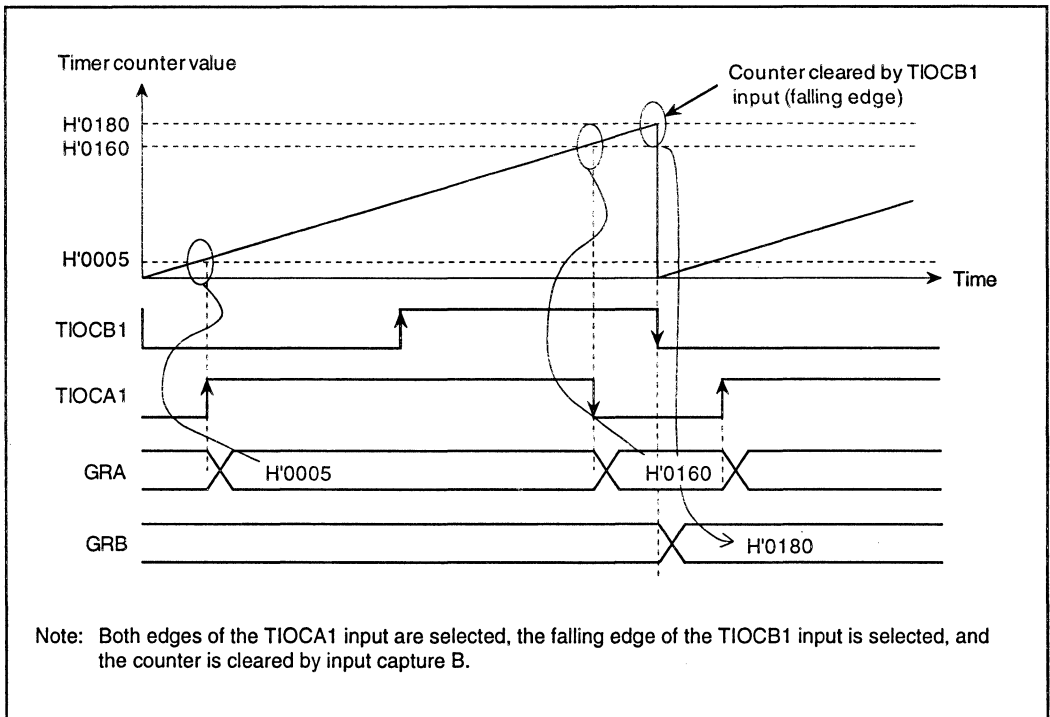 Timer counter value
Counter cleared by TIOCB1
input (falling edge)
H'0180
H'0160
H'0005
Time
TIOCB1
TIOCA1
GRA
H'0005
H'0160
GRB
H'0180
Note: Both edges of the TIOCA1 input are selected, the falling edge of the TIOCB1 input is selected, and
the counter is cleared by input capture B.